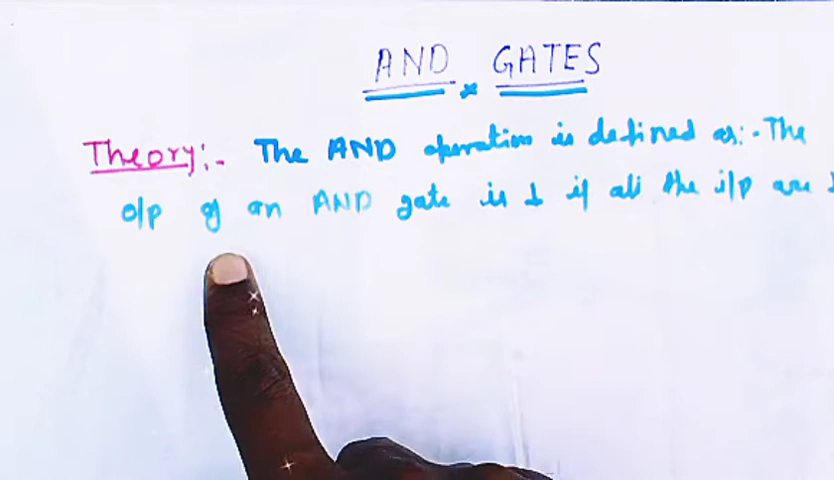 AND GATES
Theory:- The AND operation is defined as:- The
o/p of an AND gate is 1 if all the i/p are 1